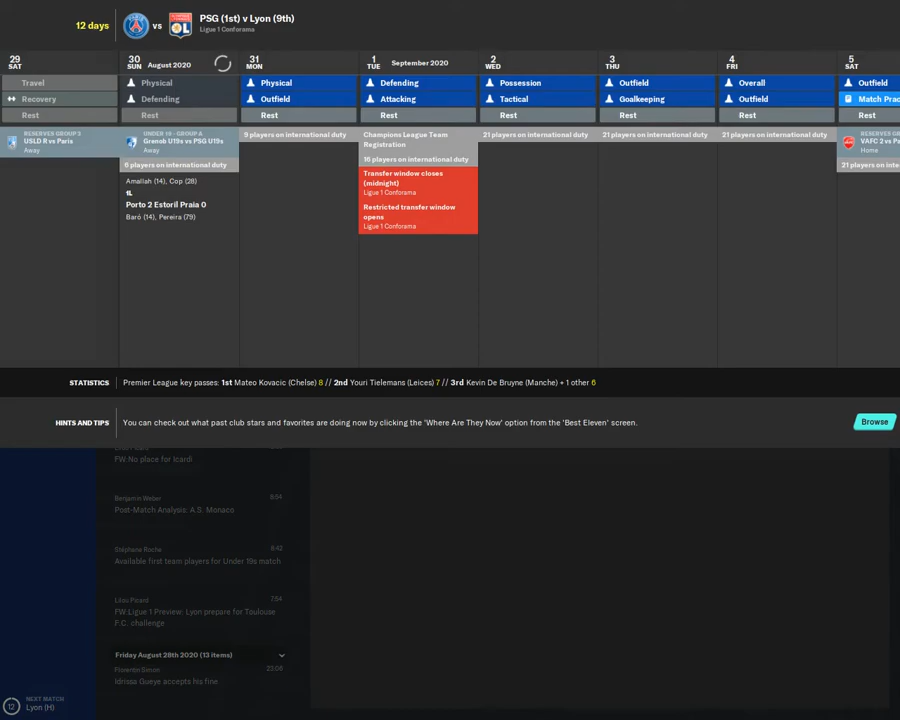 12 days
vs
PSG (1st) v Lyon (9th)
Ligue 1 Conforama
29
SAT
30
SUN
August 2020
31
MON
1
TUE
September 2020
2
WED
3
THU
4
FRI
5
SAT
Travel
Recovery
Rest
Physical
Defending
Rest
Physical
Outfield
Rest
Defending
Attacking
Rest
Possession
Tactical
Rest
Outfield
Goalkeeping
Rest
Overall
Outfield
Rest
Outfield
Match Prac
Rest
RESERVES GROUP 3
USLD R vs Paris
Away
UNDER 19 - GROUP A
Grenob U19s vs PSG U19s
Away
6 players on international duty
Amallah (14), Cop (28)
1L
Porto 2 Estoril Praia 0
Baró (14), Pereira (79)
9 players on international duty
Champions League Team
Registration
16 players on international duty
Transfer window closes
(midnight)
Ligue 1 Conforama
Restricted transfer window
opens
Ligue 1 Conforama
21 players on international duty
21 players on international duty
21 players on international duty
RESERVES G
VAFC 2 vs Pa
Home
21 players on inte
STATISTICS
Premier League key passes: 1st Mateo Kovacic (Chelse) 8 // 2nd Youri Tielemans (Leices) 7 // 3rd Kevin De Bruyne (Manche) + 1 other 6
HINTS AND TIPS
You can check out what past club stars and favorites are doing now by clicking the 'Where Are They Now' option from the 'Best Eleven' screen.
Browse
FW: No place for Icardi
Benjamin Weber
8:54
Post-Match Analysis: A.S. Monaco
Stéphane Roche
8:42
Available first team players for Under 19s match
Lilou Picard
7:54
FW: Ligue 1 Preview: Lyon prepare for Toulouse
F.C. challenge
Friday August 28th 2020 (13 items)
Florentin Simon
23:06
Idrissa Gueye accepts his fine
12
NEXT MATCH
Lyon (H)